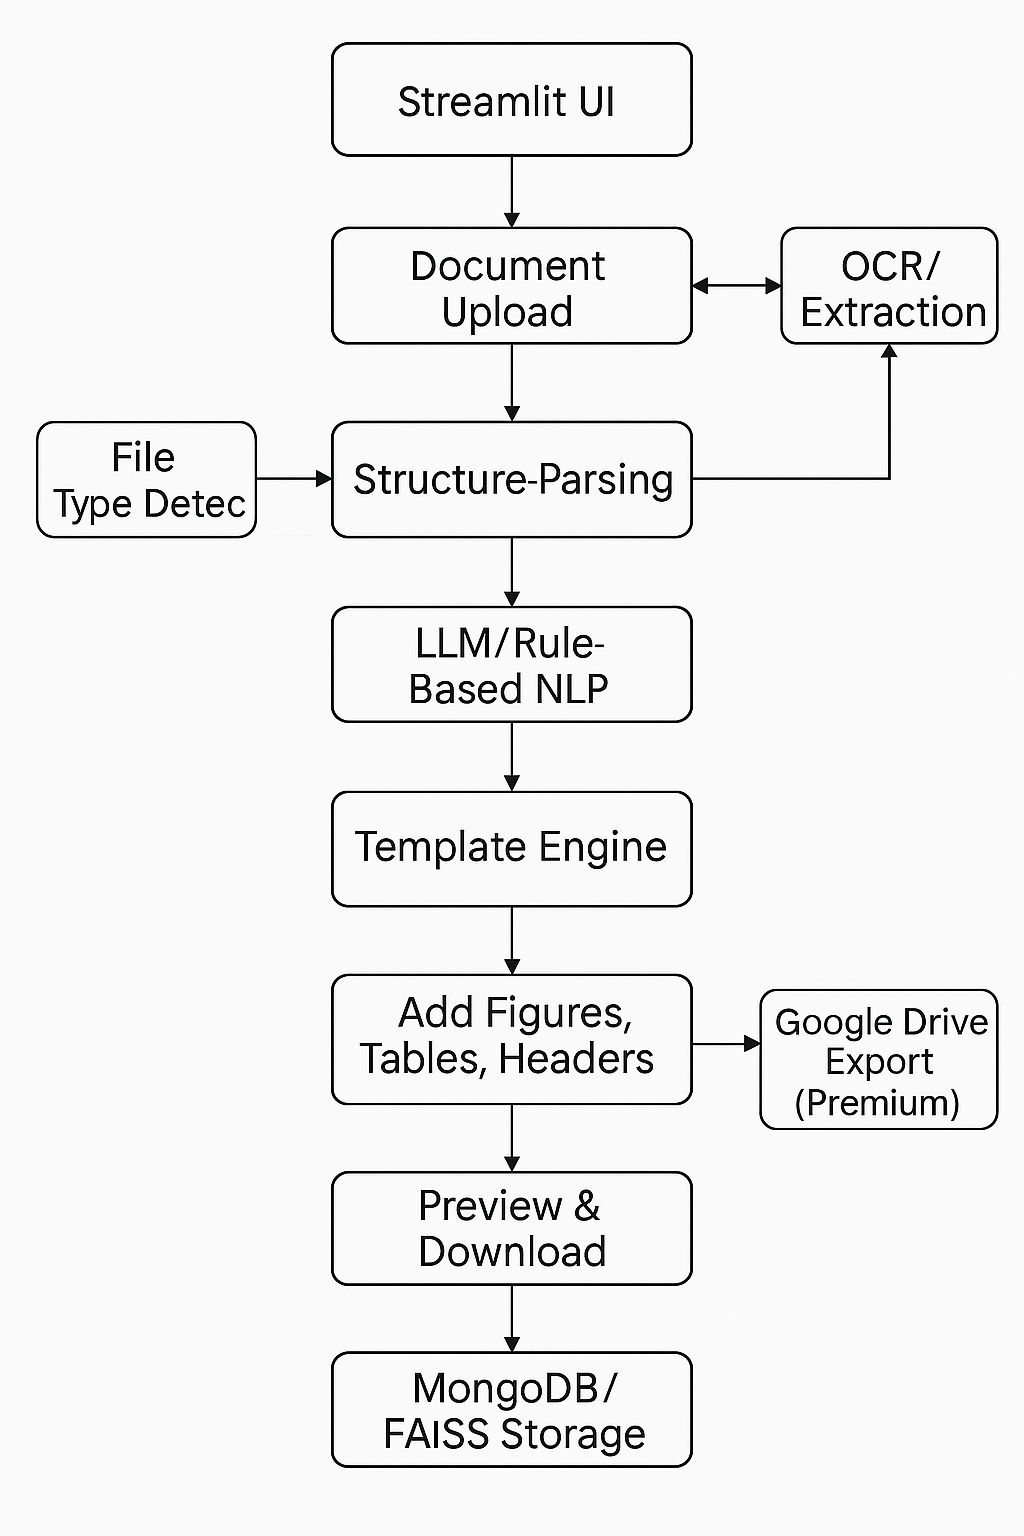 Streamlit UI
Document
Upload
OCR/
Extraction
File
Type Detec
Structure-Parsing
LLM/Rule-
Based NLP
Template Engine
Add Figures,
Tables, Headers
Google Drive
Export
(Premium)
Preview &
Download
MongoDB/
FAISS Storage